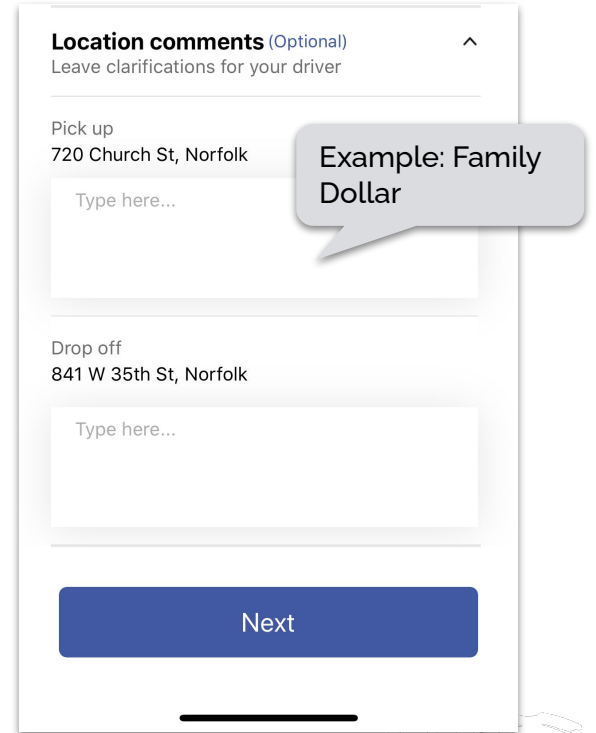 Location comments (Optional)
Leave clarifications for your driver
Pick up
720 Church St, Norfolk
Example: Family
Dollar
Type here...
Drop off
841 W 35th St, Norfolk
Type here...
Next